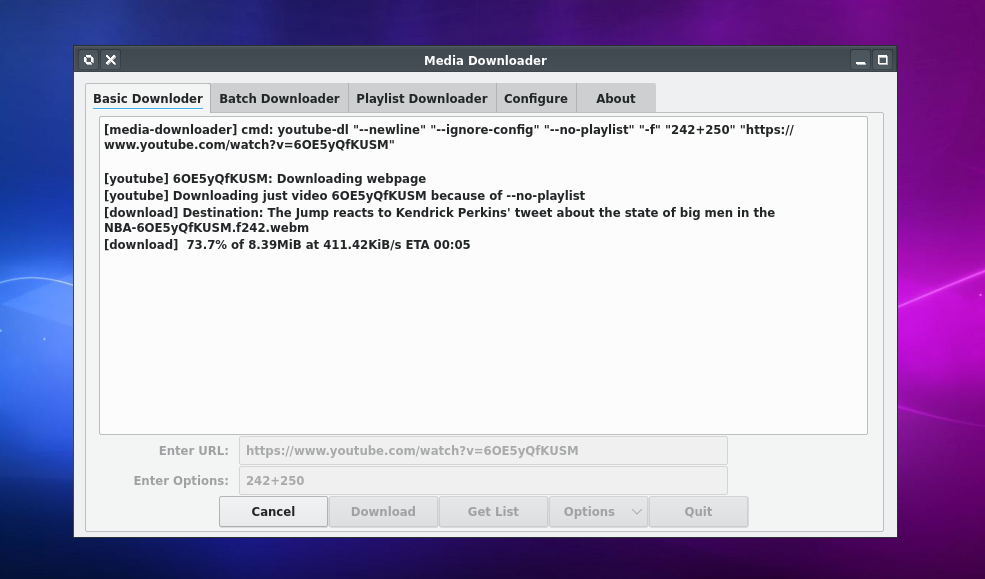 Media Downloader
Basic Downloder
Batch Downloader
Playlist Downloader
Configure
About
[media-downloader] cmd: youtube-dl "--newline" "--ignore-config" "--no-playlist" "-f" "242+250" "https://
www.youtube.com/watch?v=6OE5yQfKUSM"
[youtube] 6OE5yQfKUSM: Downloading webpage
[youtube] Downloading just video 6OE5yQfKUSM because of --no-playlist
[download] Destination: The Jump reacts to Kendrick Perkins' tweet about the state of big men in the
NBA-6OE5yQfKUSM.f242.webm
[download]  73.7% of 8.39MiB at 411.42KiB/s ETA 00:05
Enter URL:
https://www.youtube.com/watch?v=6OE5yQfKUSM
Enter Options:
242+250
Cancel
Download
Get List
Options
Quit